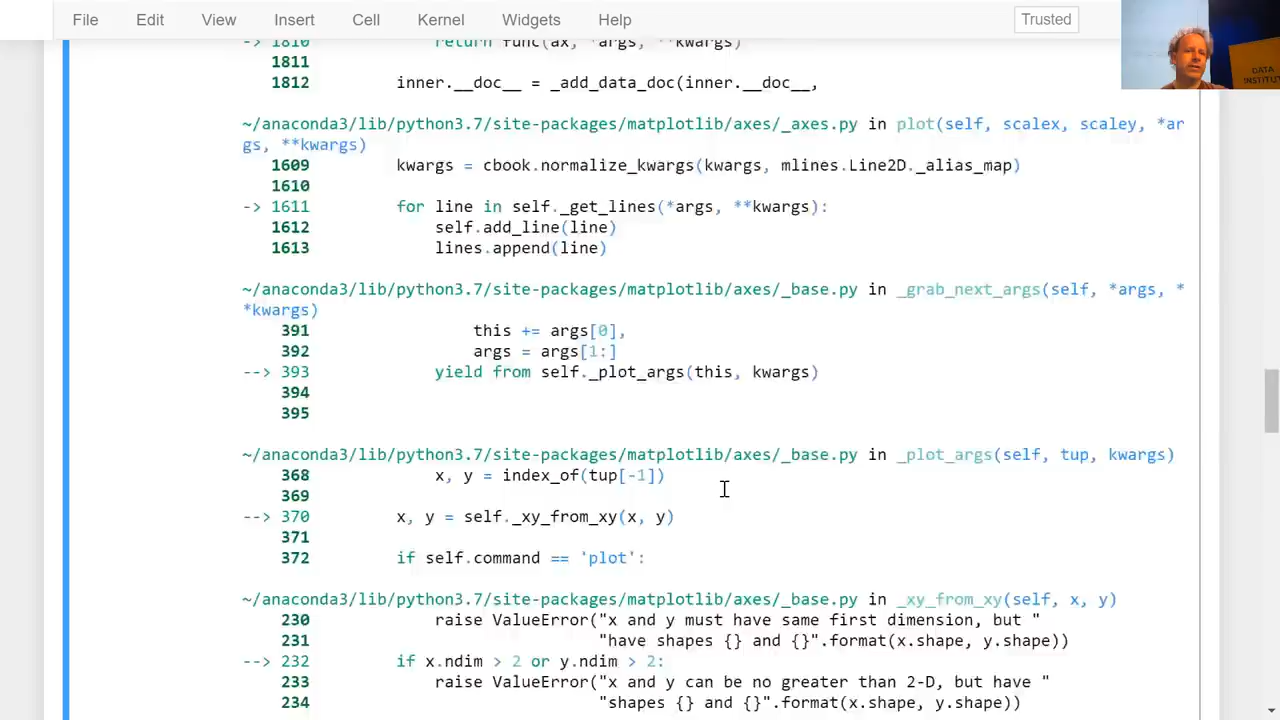 File Edit View Insert Cell Kernel Widgets Help Trusted
-> 1810 return func(ax, *args, **kwargs)
1811
1812 inner.__doc__ = _add_data_doc(inner.__doc__,
~/anaconda3/lib/python3.7/site-packages/matplotlib/axes/_axes.py in plot(self, scalex, scaley, *ar
gs, **kwargs)
1609 kwargs = cbook.normalize_kwargs(kwargs, mlines.Line2D._alias_map)
1610
-> 1611 for line in self._get_lines(*args, **kwargs):
1612 self.add_line(line)
1613 lines.append(line)
~/anaconda3/lib/python3.7/site-packages/matplotlib/axes/_base.py in _grab_next_args(self, *args, *
*kwargs)
391 this += args[0],
392 args = args[1:]
--> 393 yield from self._plot_args(this, kwargs)
394
395
~/anaconda3/lib/python3.7/site-packages/matplotlib/axes/_base.py in _plot_args(self, tup, kwargs)
368 x, y = index_of(tup[-1])
369
--> 370 x, y = self._xy_from_xy(x, y)
371
372 if self.command == 'plot':
~/anaconda3/lib/python3.7/site-packages/matplotlib/axes/_base.py in _xy_from_xy(self, x, y)
230 raise ValueError("x and y must have same first dimension, but "
231 "have shapes {} and {}".format(x.shape, y.shape))
--> 232 if x.ndim > 2 or y.ndim > 2:
233 raise ValueError("x and y can be no greater than 2-D, but have "
234 "shapes {} and {}".format(x.shape, y.shape))
DATA